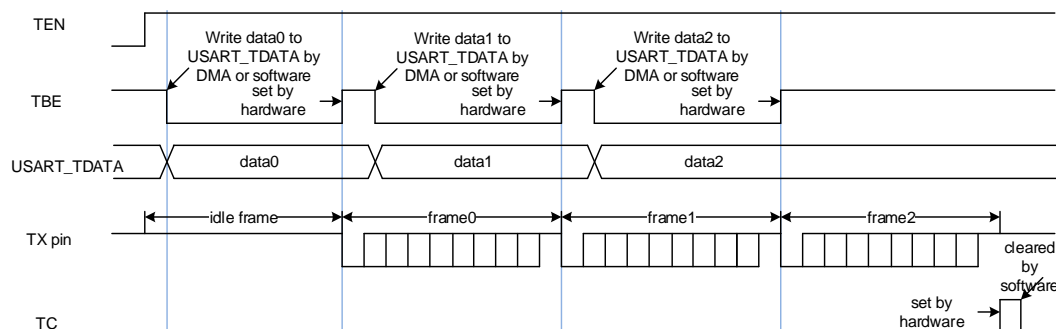 TEN
Write data0 to
USART_TDATA by
DMA or software
Write data1 to
USART_TDATA by
DMA or software
Write data2 to
USART_TDATA by
DMA or software
TBE
set by
hardware
set by
hardware
set by
hardware
USART_TDATA
data0
data1
data2
idle frame
frame0
frame1
frame2
TX pin
cleared
by
software
set by
hardware
TC